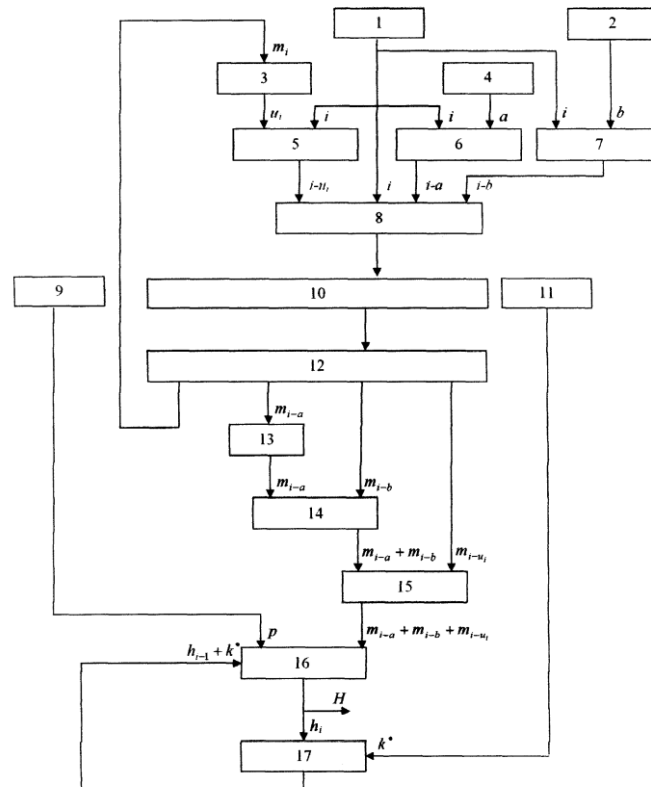 1 2
m_i
3 4
u_i i i a i b
5 6 7
i-u_i i i-a i-b
8
9 10 11
12
m_{i-a}
13
m_{i-a} m_{i-b}
14
m_{i-a} + m_{i-b} m_{i-u_i}
15
p m_{i-a} + m_{i-b} + m_{i-u_i}
h_{i-1} + k* 16
H
h_i
17 k*